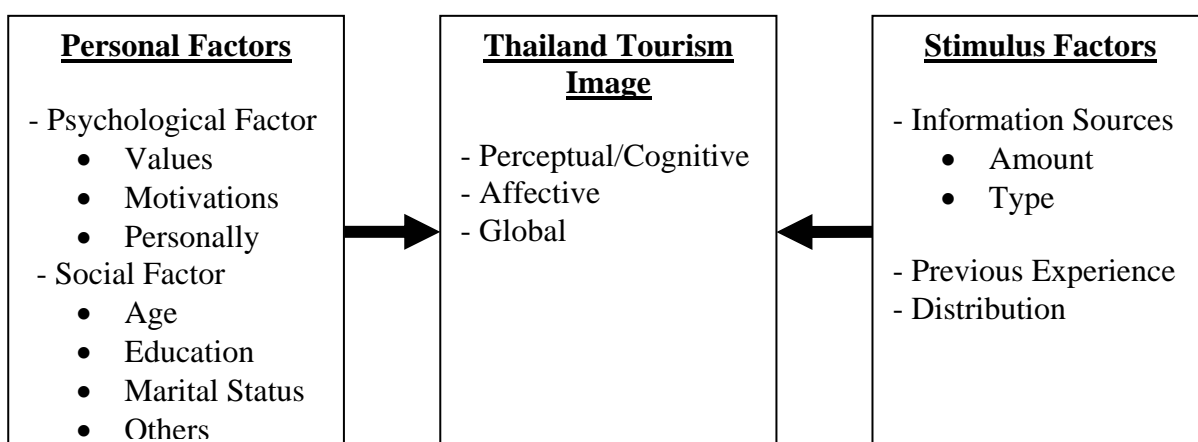 Personal Factors
- Psychological Factor
• Values
• Motivations
• Personally
- Social Factor
• Age
• Education
• Marital Status
• Others
Thailand Tourism
Image
- Perceptual/Cognitive
- Affective
- Global
Stimulus Factors
- Information Sources
• Amount
• Type
- Previous Experience
- Distribution